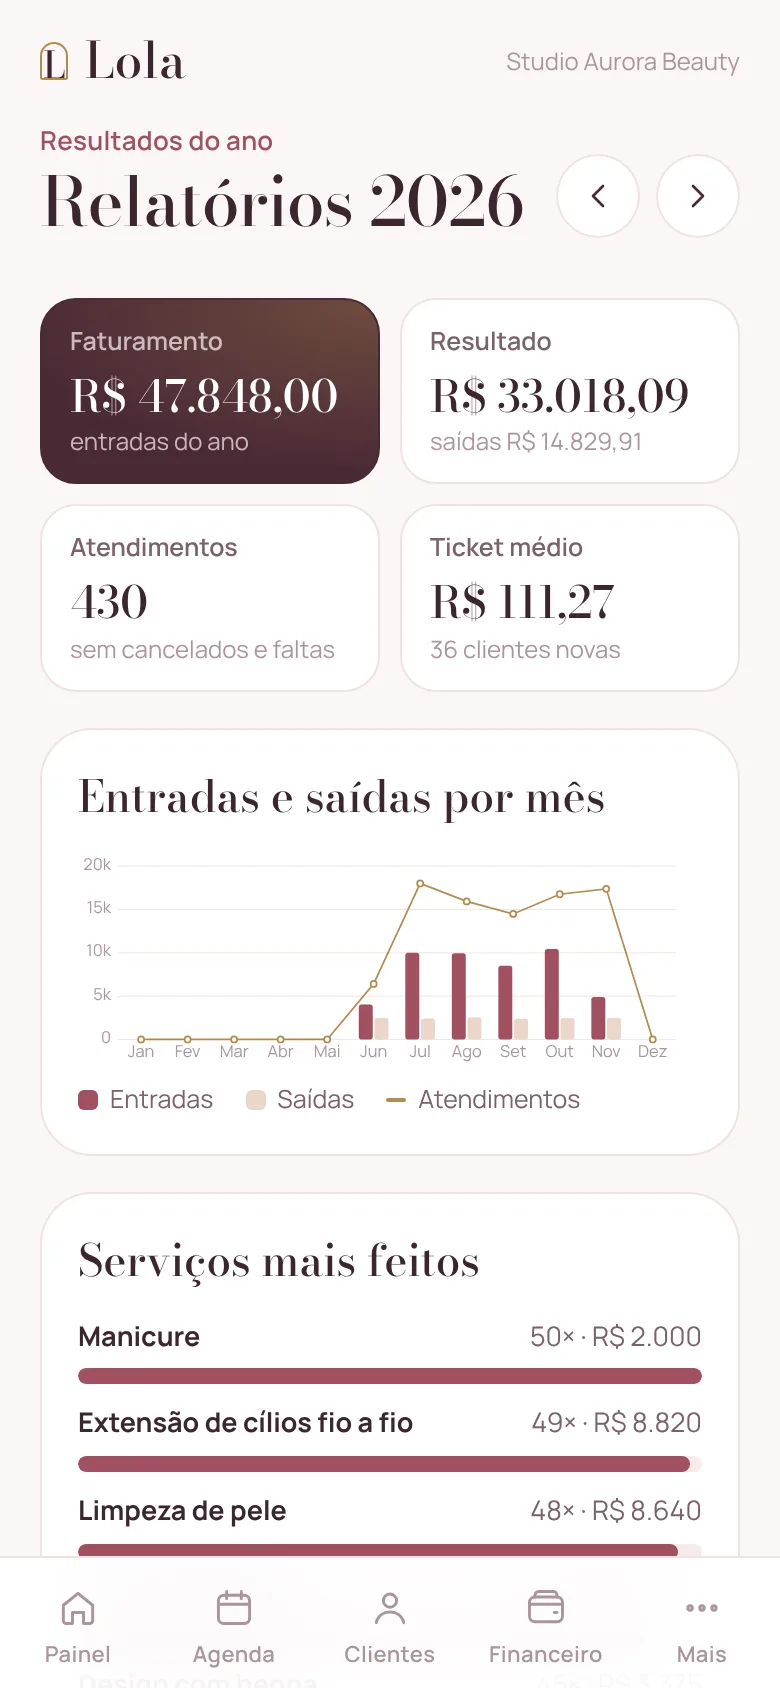 L Lola
Studio Aurora Beauty
Resultados do ano
Relatórios 2026
Faturamento
R$ 47.848,00
entradas do ano
Resultado
R$ 33.018,09
saídas R$ 14.829,91
Atendimentos
430
sem cancelados e faltas
Ticket médio
R$ 111,27
36 clientes novas
Entradas e saídas por mês
20k
15k
10k
5k
0
Jan Fev Mar Abr Mai Jun Jul Ago Set Out Nov Dez
Entradas Saídas Atendimentos
Serviços mais feitos
Manicure 50× · R$ 2.000
Extensão de cílios fio a fio 49× · R$ 8.820
Limpeza de pele 48× · R$ 8.640
Painel Agenda Clientes Financeiro Mais
Design com henna